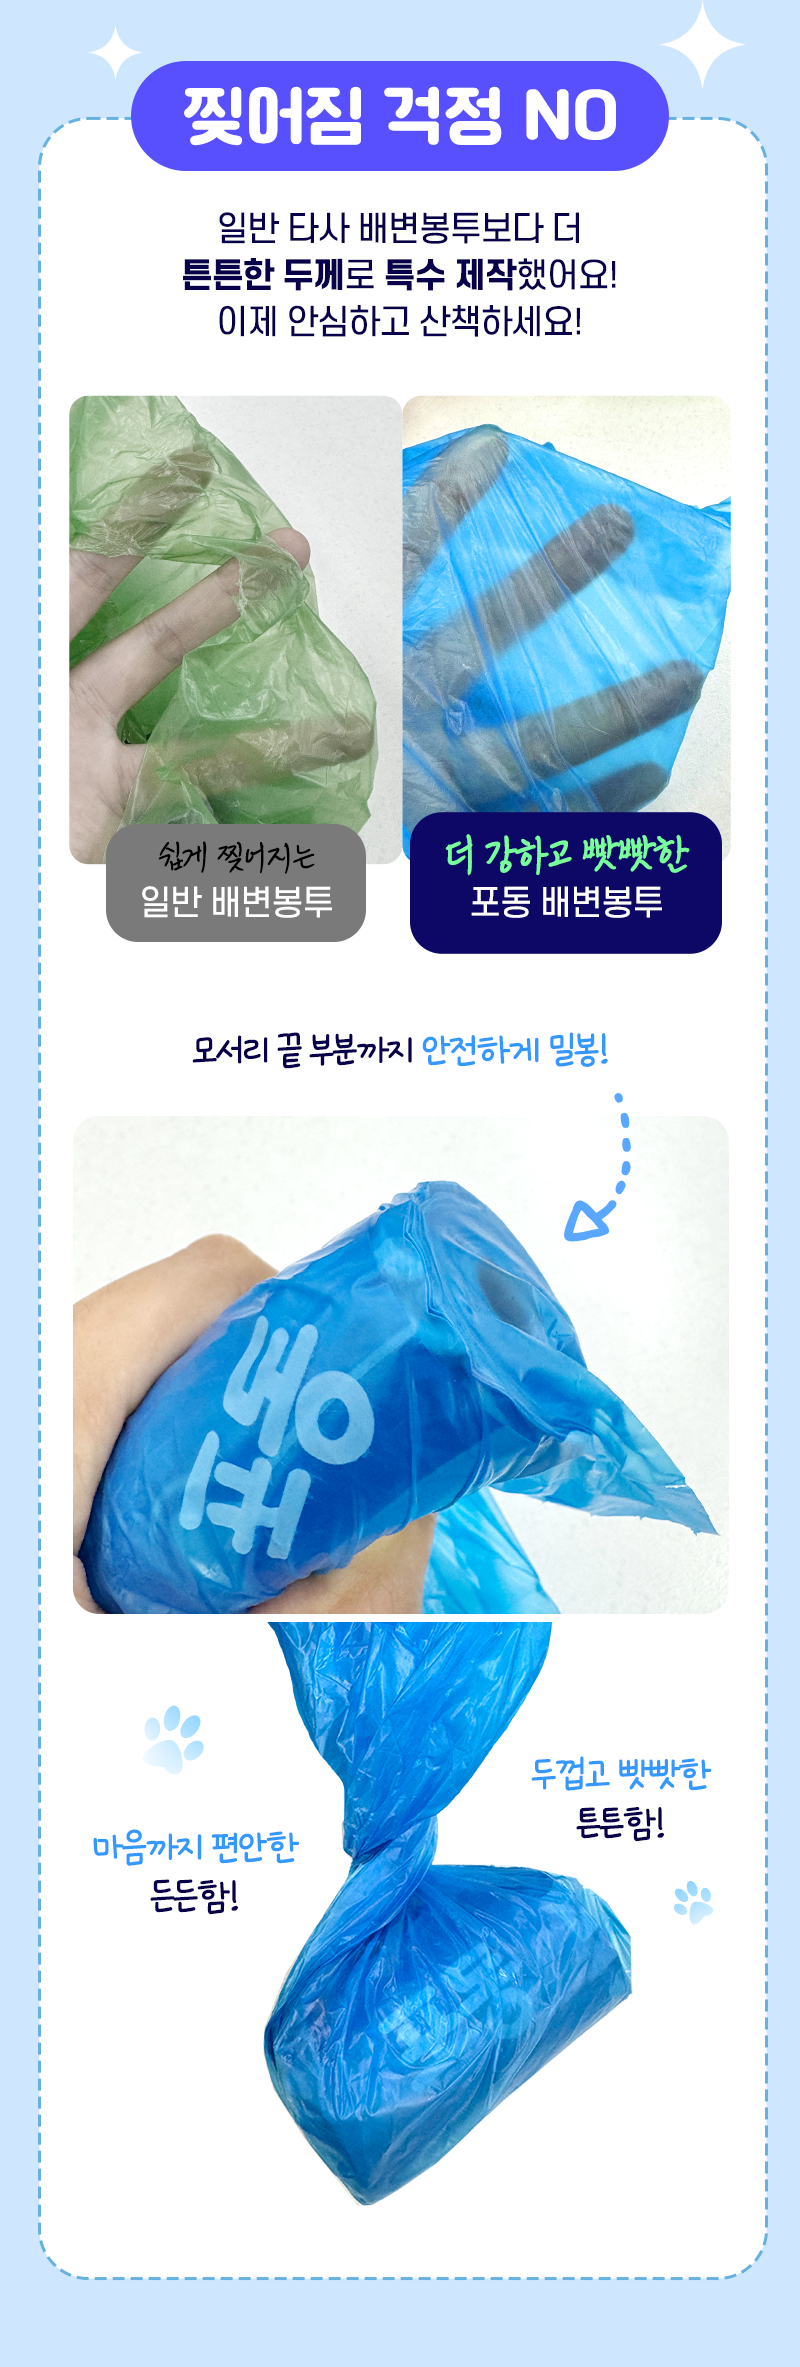 찢어짐 걱정 NO
일반 타사 배변봉투보다 더
튼튼한 두께로 특수 제작했어요!
이제 안심하고 산책하세요!
쉽게 찢어지는
일반 배변봉투
더 강하고 빳빳한
포동 배변봉투
모서리 끝 부분까지 안전하게 밀봉!
포동
두껍고 빳빳한
튼튼함!
마음까지 편안한
든든함!